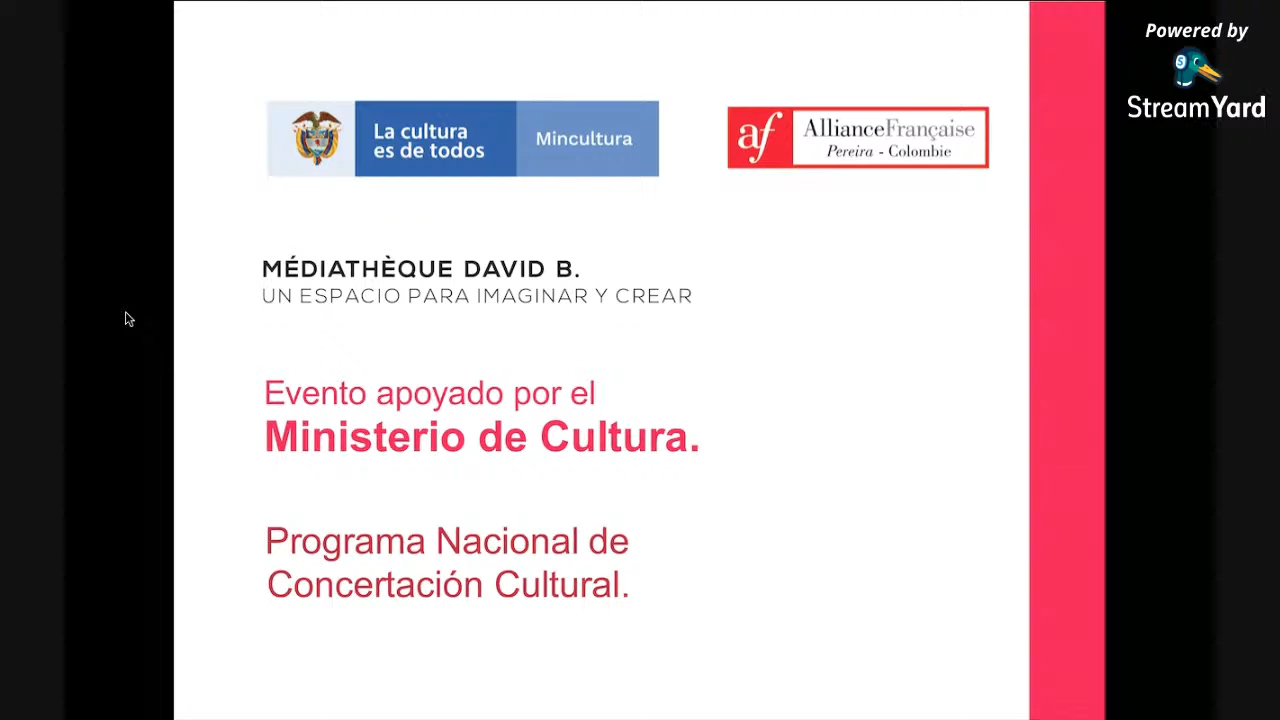 Powered by
StreamYard
La cultura
es de todos
Mincultura
af
AllianceFrançaise
Pereira - Colombie
MÉDIATHÈQUE DAVID B.
UN ESPACIO PARA IMAGINAR Y CREAR
Evento apoyado por el
Ministerio de Cultura.
Programa Nacional de
Concertación Cultural.